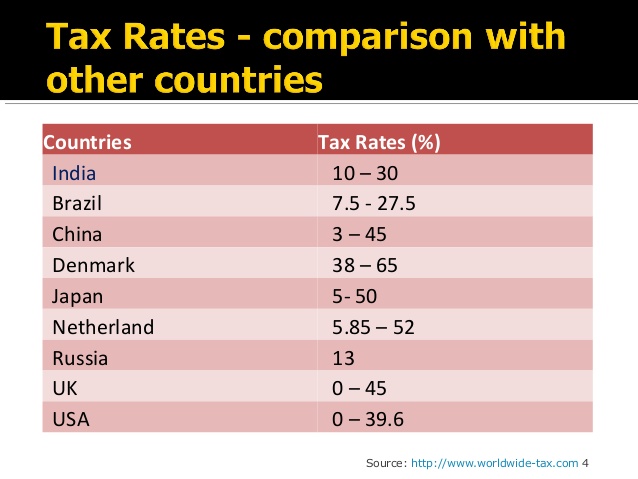 Tax Rates - comparison with
other countries
Countries Tax Rates (%)
India 10 – 30
Brazil 7.5 - 27.5
China 3 – 45
Denmark 38 – 65
Japan 5- 50
Netherland 5.85 – 52
Russia 13
UK 0 – 45
USA 0 – 39.6
Source: http://www.worldwide-tax.com 4